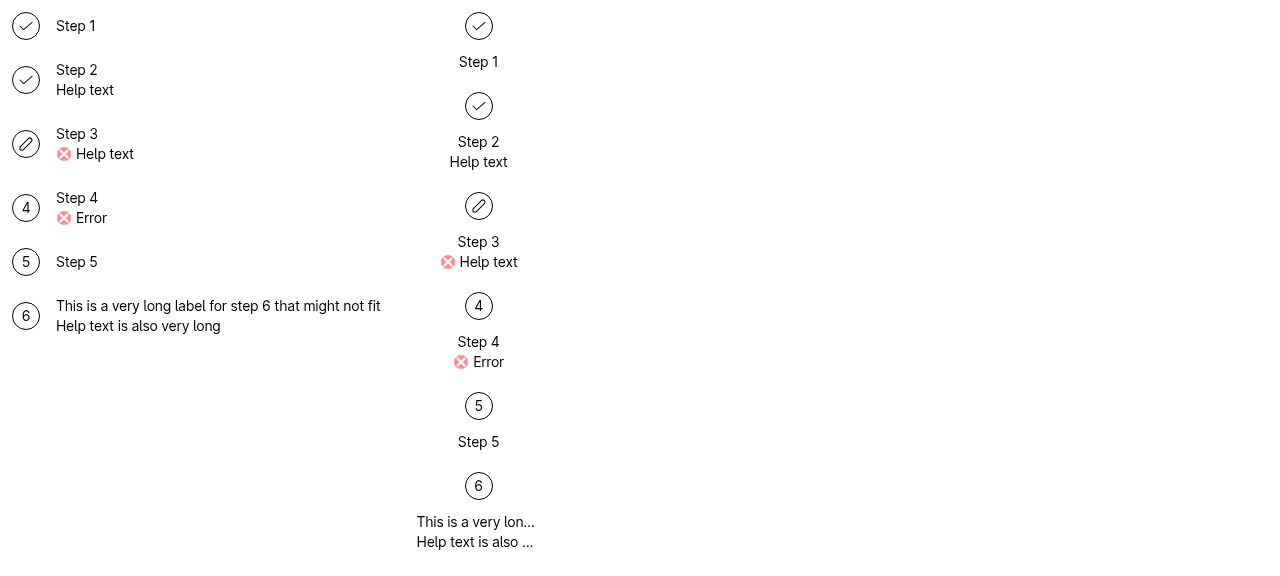 Step 1
Step 2
Help text
Step 3
Help text
4
Step 4
Error
5
Step 5
6
This is a very long label for step 6 that might not fit
Help text is also very long
Step 1
Step 2
Help text
Step 3
Help text
4
Step 4
Error
5
Step 5
6
This is a very lon...
Help text is also ...